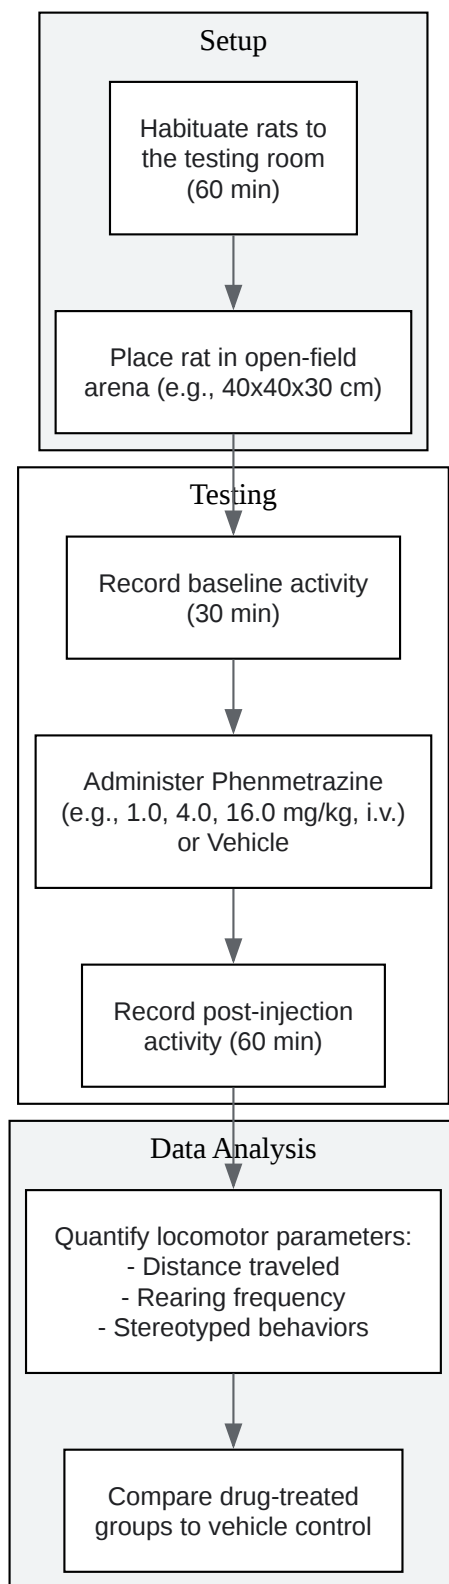 Setup
Habituate rats to
the testing room
(60 min)
Place rat in open-field
arena (e.g., 40x40x30 cm)
Testing
Record baseline activity
(30 min)
Administer Phenmetrazine
(e.g., 1.0, 4.0, 16.0 mg/kg, i.v.)
or Vehicle
Record post-injection
activity (60 min)
Data Analysis
Quantify locomotor parameters:
- Distance traveled
- Rearing frequency
- Stereotyped behaviors
Compare drug-treated
groups to vehicle control